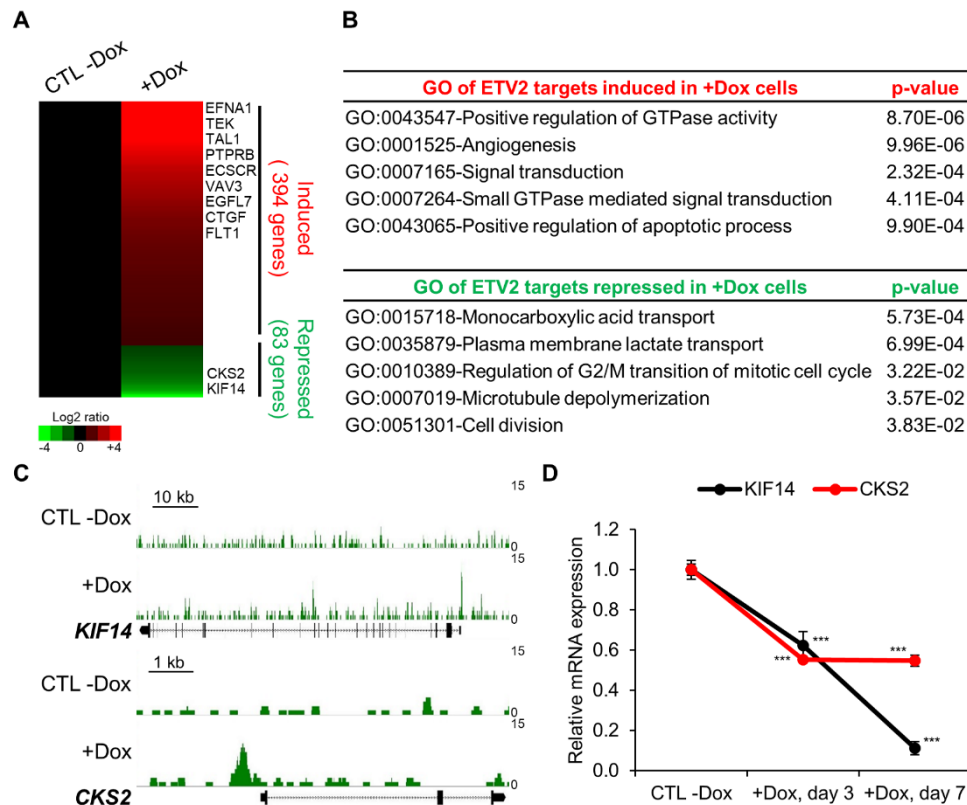 A
CTL -Dox
+Dox
EFNA1
TEK
TAL1
PTPRB
ECSCR
VAV3
EGFL7
CTGF
FLT1
CKS2
KIF14
Induced
( 394 genes)
Repressed
(83 genes)
Log2 ratio
-4 +4
B
GO of ETV2 targets induced in +Dox cells p-value
GO:0043547-Positive regulation of GTPase activity 8.70E-06
GO:0001525-Angiogenesis 9.96E-06
GO:0007165-Signal transduction 2.32E-04
GO:0007264-Small GTPase mediated signal transduction 4.11E-04
GO:0043065-Positive regulation of apoptotic process 9.90E-04
GO of ETV2 targets repressed in +Dox cells p-value
GO:0015718-Monocarboxylic acid transport 5.73E-04
GO:0035879-Plasma membrane lactate transport 6.99E-04
GO:0010389-Regulation of G2/M transition of mitotic cell cycle 3.22E-02
GO:0007019-Microtubule depolymerization 3.57E-02
GO:0051301-Cell division 3.83E-02
C
10 kb
15
CTL -Dox
0
15
+Dox
0
KIF14
1 kb
15
CTL -Dox
0
15
+Dox
0
CKS2
D
KIF14 CKS2
Relative mRNA expression
1.2
1.0
0.8
0.6
0.4
0.2
0.0
***
***
***
***
CTL -Dox +Dox, day 3 +Dox, day 7